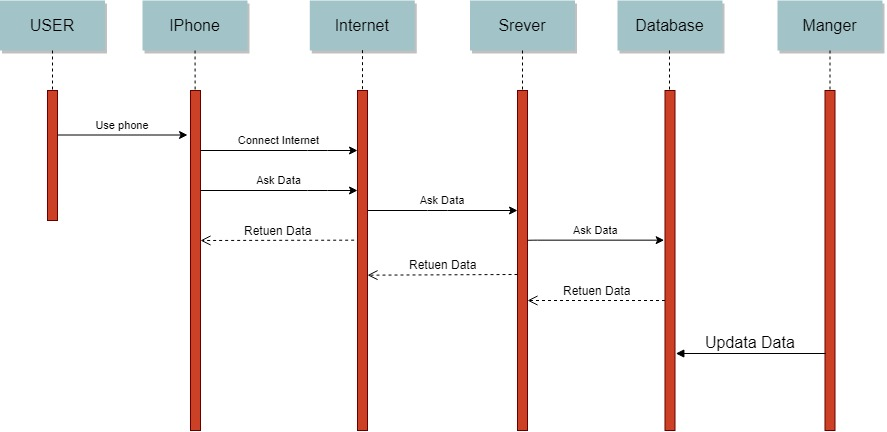 USER
IPhone
Internet
Srever
Database
Manger
Use phone
Connect Internet
Ask Data
Ask Data
Retuen Data
Ask Data
Retuen Data
Retuen Data
Updata Data